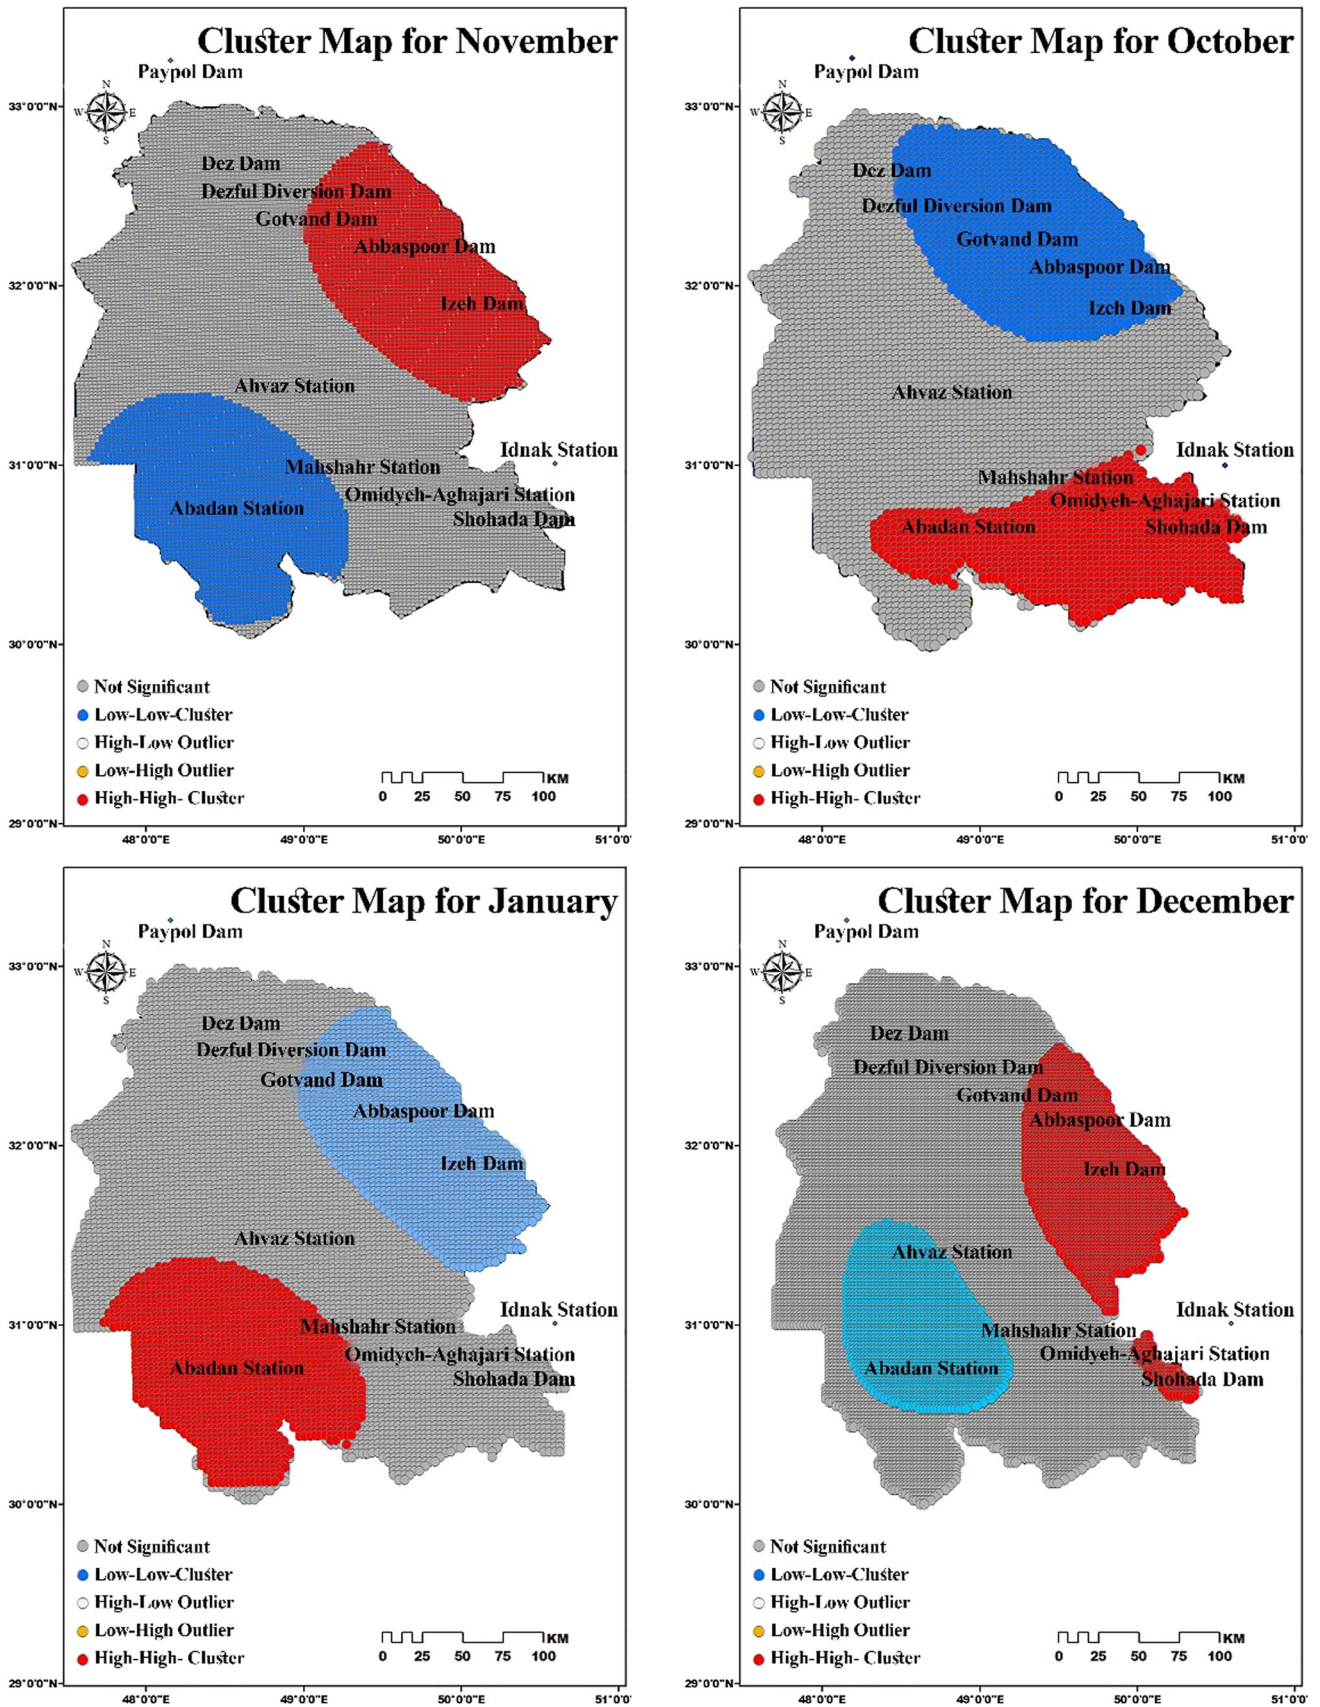 Cluster Map for November
Paypol Dam
N
W
E
S
33°0'0"N
32°0'0"N
31°0'0"N
30°0'0"N
29°0'0"N
Dez Dam
Dezful Diversion Dam
Gotvand Dam
Abbaspoor Dam
Izeh Dam
Ahvaz Station
Idnak Station
Mahshahr Station
Omidyeh-Aghajari Station
Abadan Station
Shohada Dam
Not Significant
Low-Low-Cluster
High-Low Outlier
Low-High Outlier
High-High- Cluster
KM
0 25 50 75 100
48°0'0"E 49°0'0"E 50°0'0"E 51°0'0"E
Cluster Map for October
Paypol Dam
N
W
E
S
33°0'0"N
32°0'0"N
31°0'0"N
30°0'0"N
29°0'0"N
Dez Dam
Dezful Diversion Dam
Gotvand Dam
Abbaspoor Dam
Izeh Dam
Ahvaz Station
Idnak Station
Mahshahr Station
Omidyeh-Aghajari Station
Abadan Station
Shohada Dam
Not Significant
Low-Low-Cluster
High-Low Outlier
Low-High Outlier
High-High- Cluster
KM
0 25 50 75 100
48°0'0"E 49°0'0"E 50°0'0"E 51°0'0"
Cluster Map for January
Paypol Dam
N
W
E
S
33°0'0"N
32°0'0"N
31°0'0"N
30°0'0"N
29°0'0"N
Dez Dam
Dezful Diversion Dam
Gotvand Dam
Abbaspoor Dam
Izeh Dam
Ahvaz Station
Idnak Station
Mahshahr Station
Omidyeh-Aghajari Station
Abadan Station
Shohada Dam
Not Significant
Low-Low-Cluster
High-Low Outlier
Low-High Outlier
High-High- Cluster
KM
0 25 50 75 100
48°0'0"E 49°0'0"E 50°0'0"E 51°0'0"E
Cluster Map for December
Paypol Dam
N
W
E
S
33°0'0"N
32°0'0"N
31°0'0"N
30°0'0"N
29°0'0"N
Dez Dam
Dezful Diversion Dam
Gotvand Dam
Abbaspoor Dam
Izeh Dam
Ahvaz Station
Idnak Station
Mahshahr Station
Omidyeh-Aghajari Station
Abadan Station
Shohada Dam
Not Significant
Low-Low-Cluster
High-Low Outlier
Low-High Outlier
High-High- Cluster
KM
0 25 50 75 100
48°0'0"E 49°0'0"E 50°0'0"E 51°0'0"